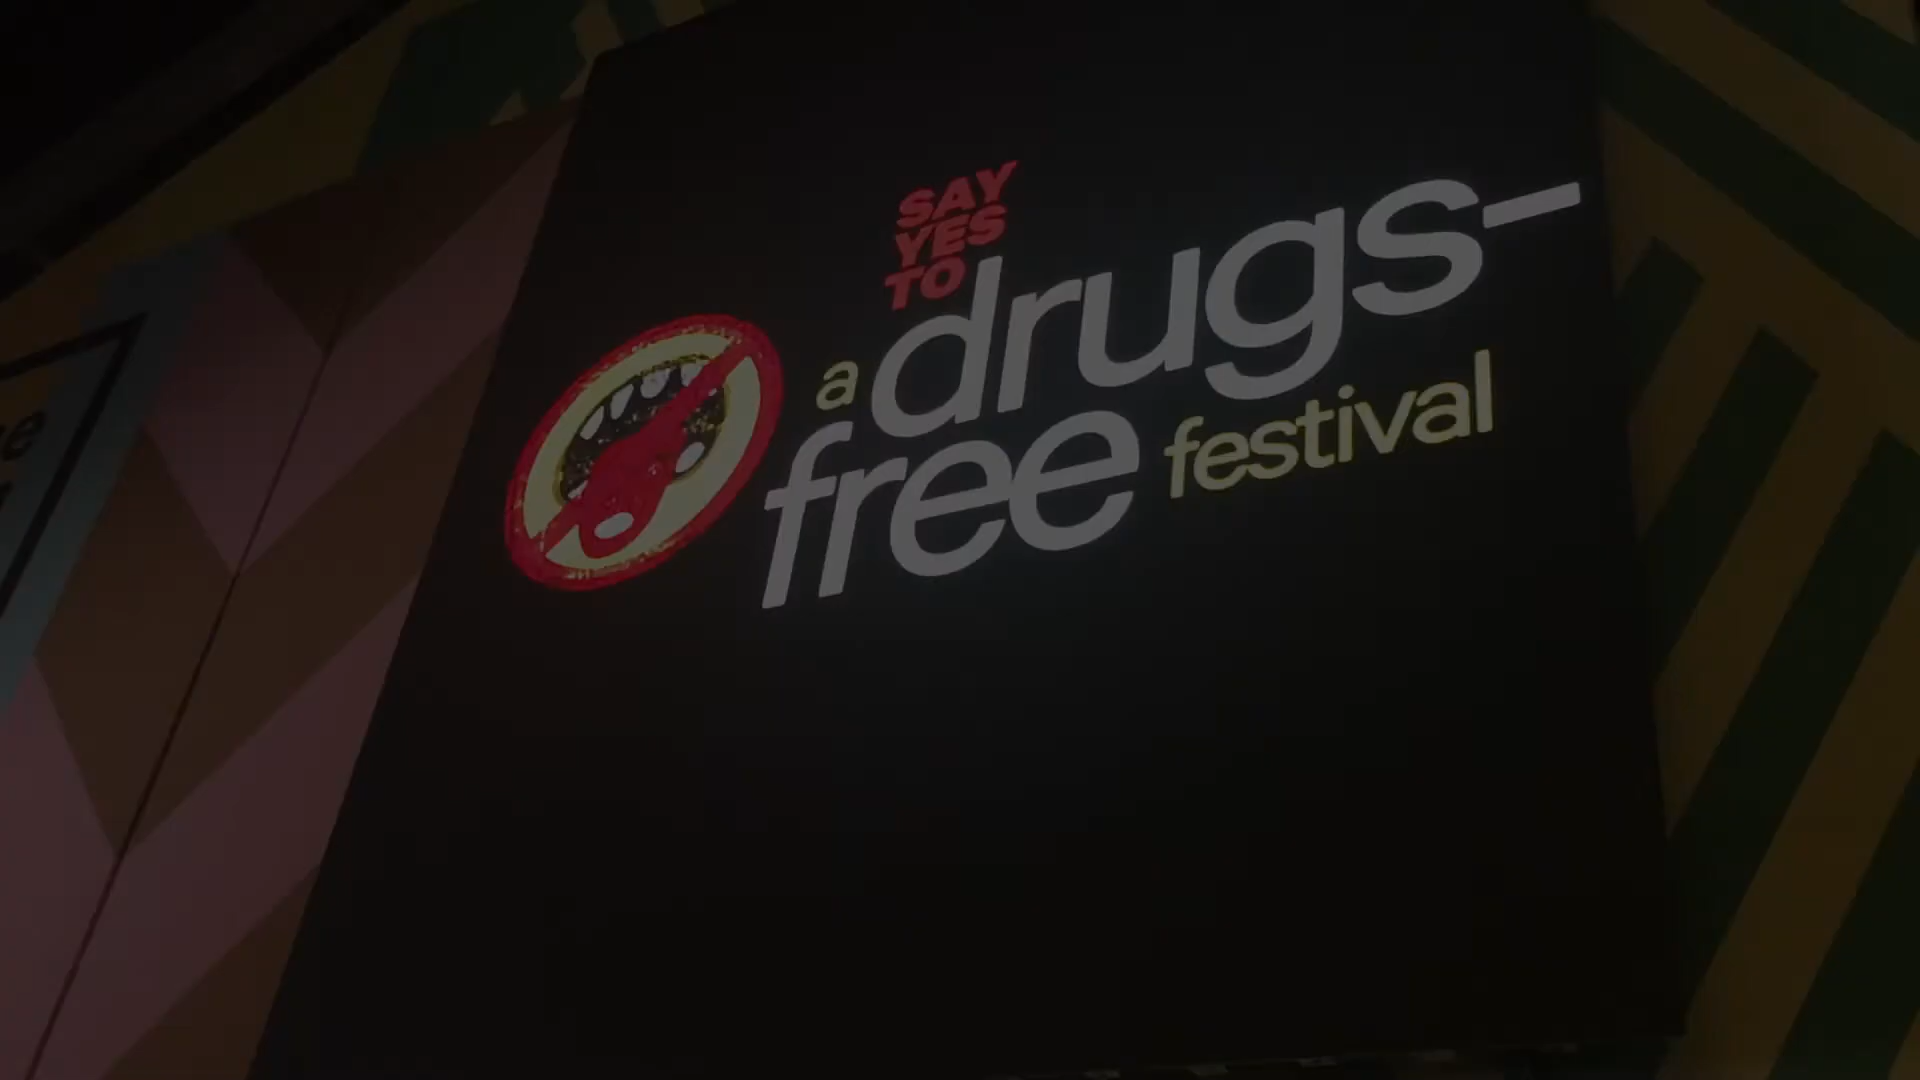 SAY
YES
TO
a drugs-
free festival